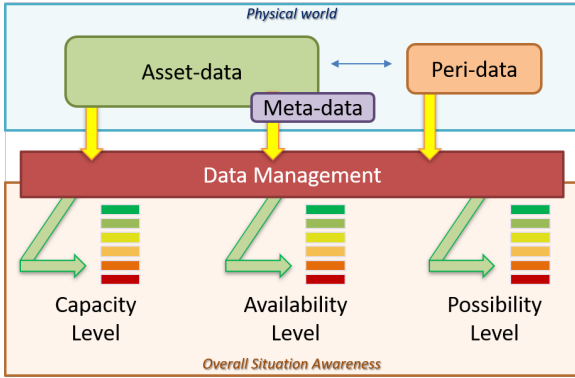 Physical world
Asset-data
Peri-data
Meta-data
Data Management
Capacity
Level
Availability
Level
Possibility
Level
Overall Situation Awareness